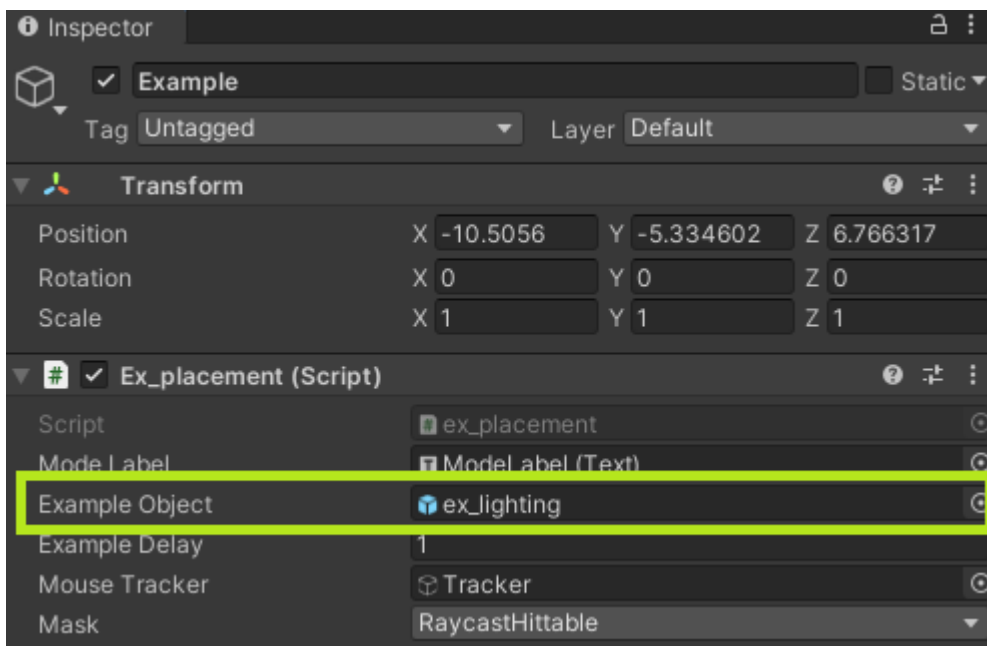 Inspector
Example Static
Tag Untagged Layer Default
Transform
Position X -10.5056 Y -5.334602 Z 6.766317
Rotation X 0 Y 0 Z 0
Scale X 1 Y 1 Z 1
# Ex_placement (Script)
Script # ex_placement
Mode Label T ModeLabel (Text)
Example Object ex_lighting
Example Delay 1
Mouse Tracker Tracker
Mask RaycastHittable